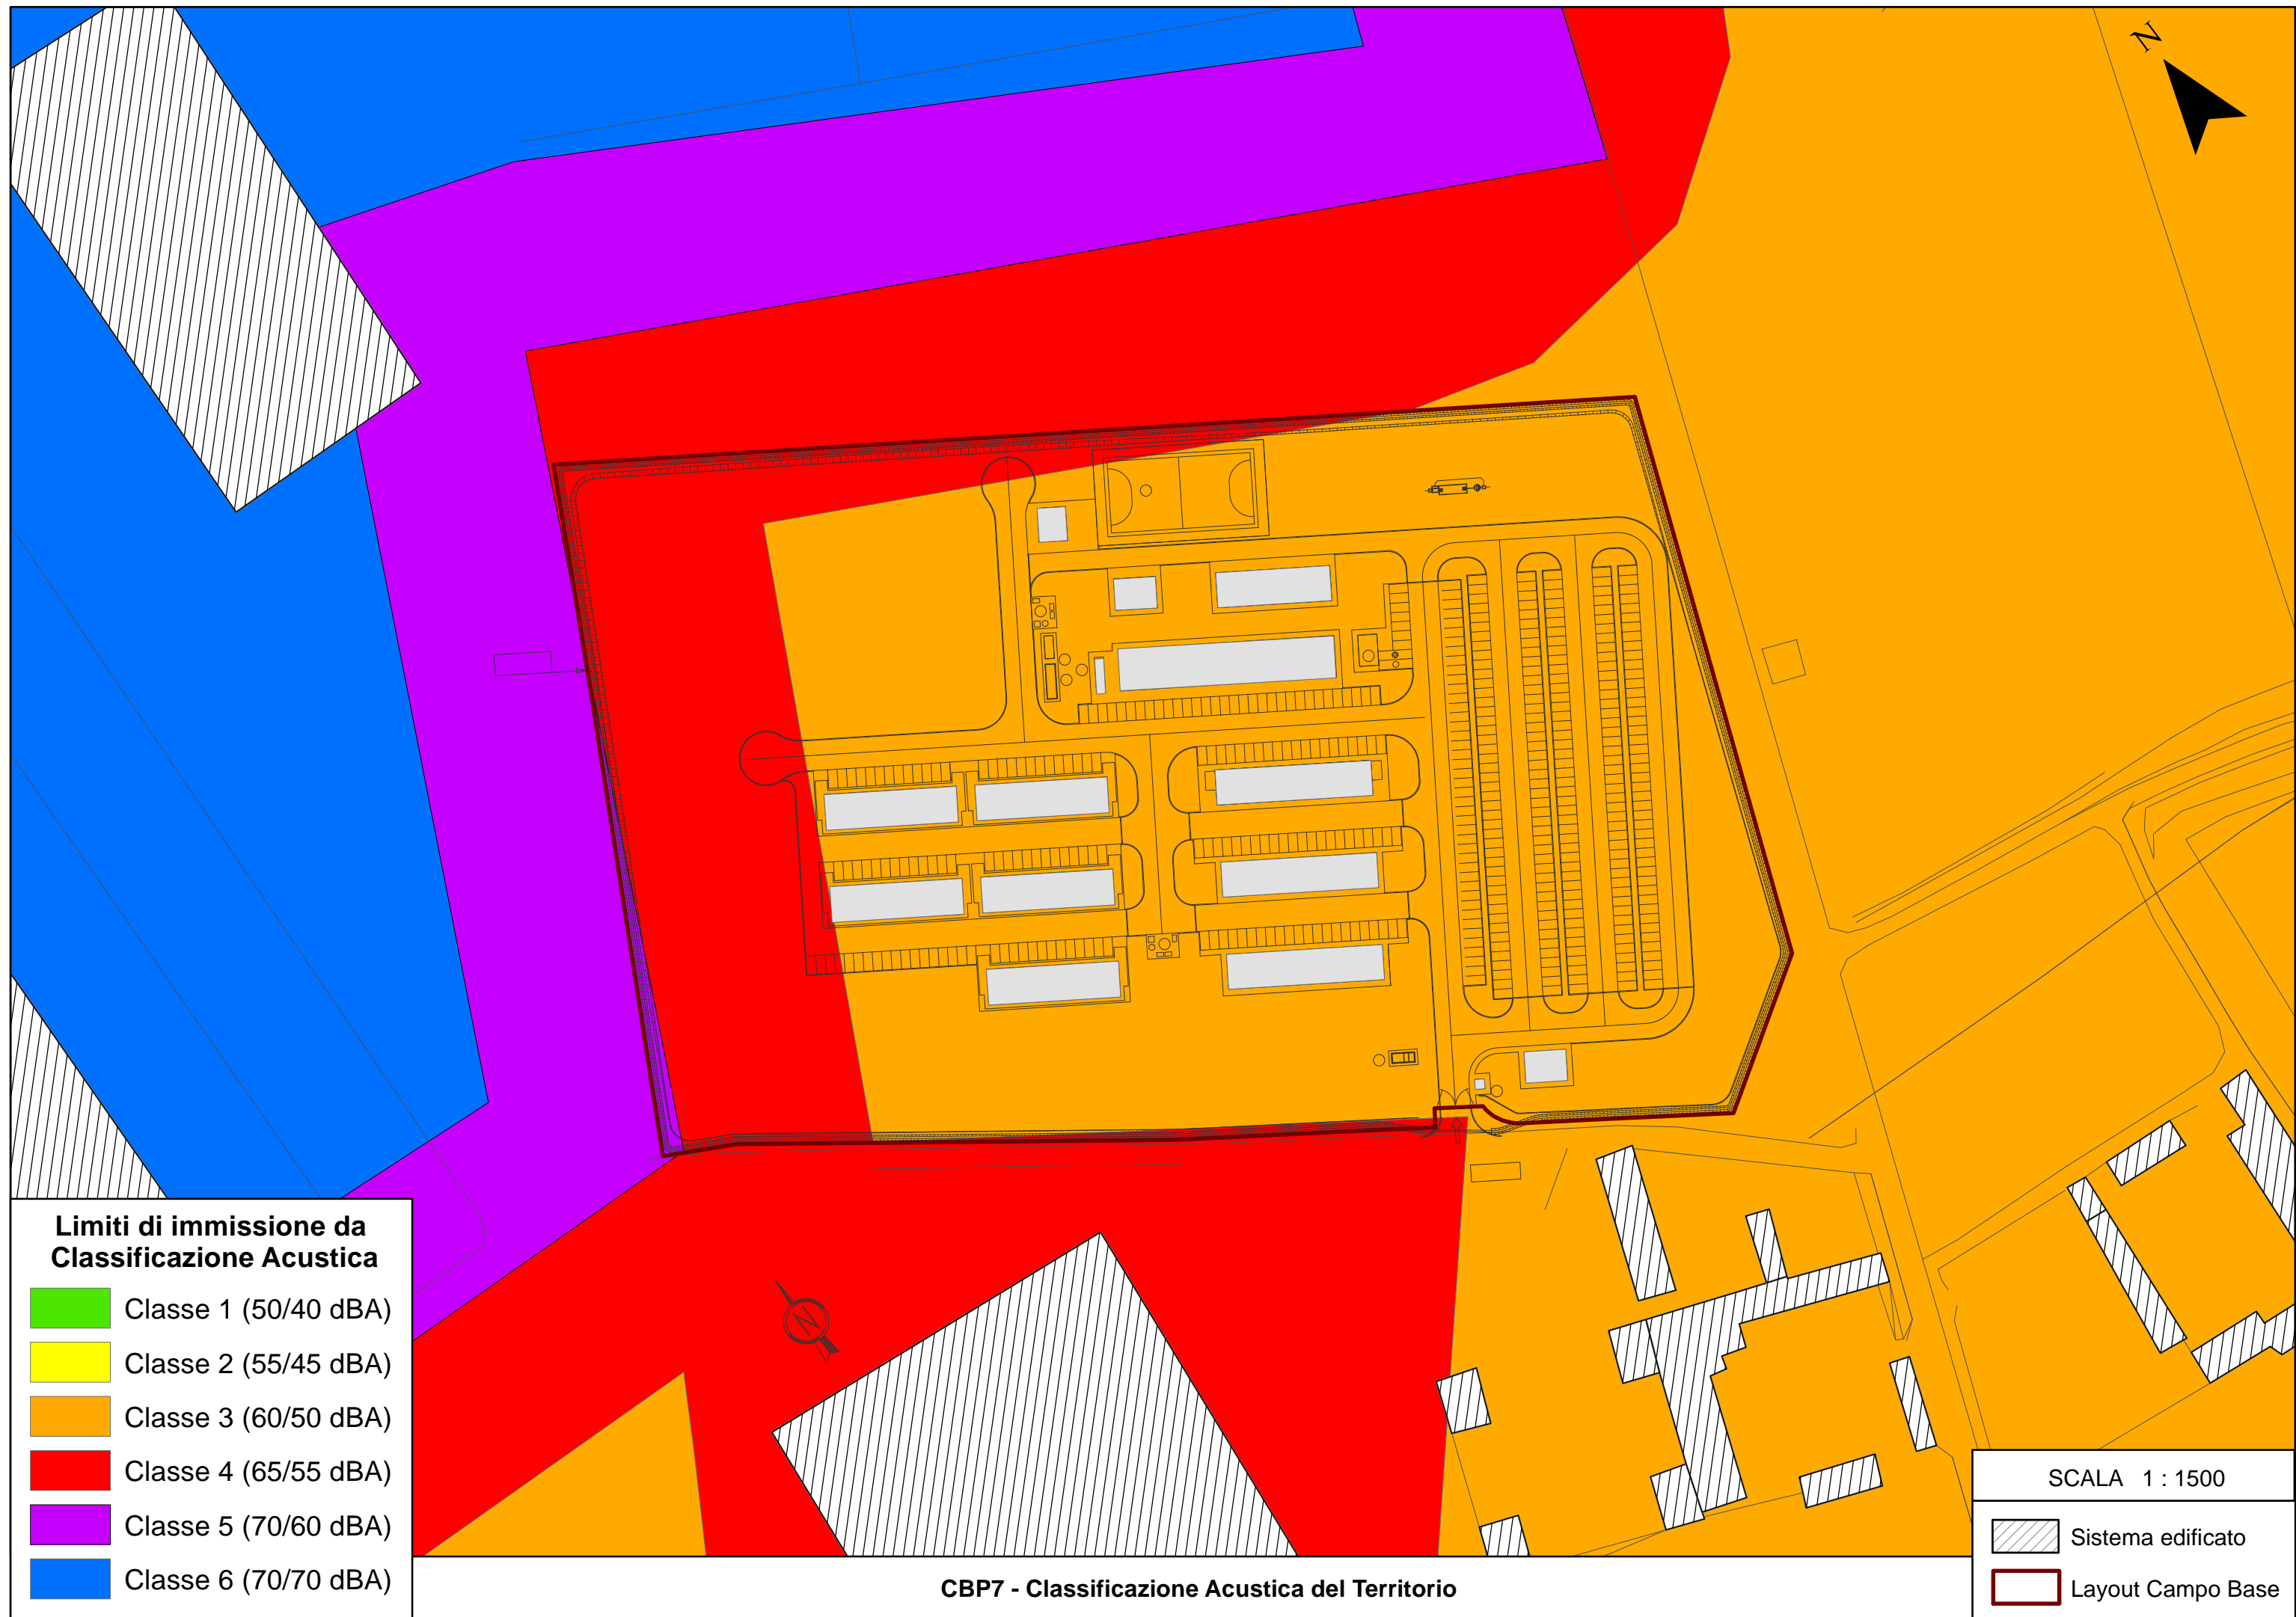 N
N
Limiti di immissione da
Classificazione Acustica
Classe 1 (50/40 dBA)
Classe 2 (55/45 dBA)
Classe 3 (60/50 dBA)
Classe 4 (65/55 dBA)
Classe 5 (70/60 dBA)
Classe 6 (70/70 dBA)
CBP7 - Classificazione Acustica del Territorio
SCALA 1 : 1500
Sistema edificato
Layout Campo Base